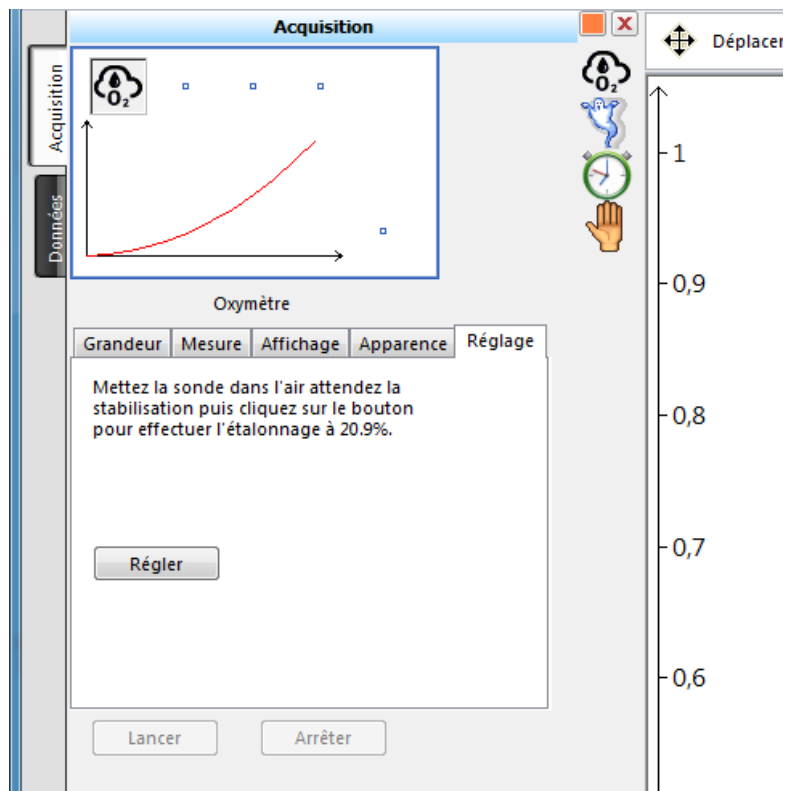 Acquisition
Déplacer
Acquisition
Données
O2
O2
Oxymètre
Grandeur Mesure Affichage Apparence Réglage
Mettez la sonde dans l'air attendez la
stabilisation puis cliquez sur le bouton
pour effectuer l'étalonnage à 20.9%.
Régler
Lancer Arrêter
1
0,9
0,8
0,7
0,6